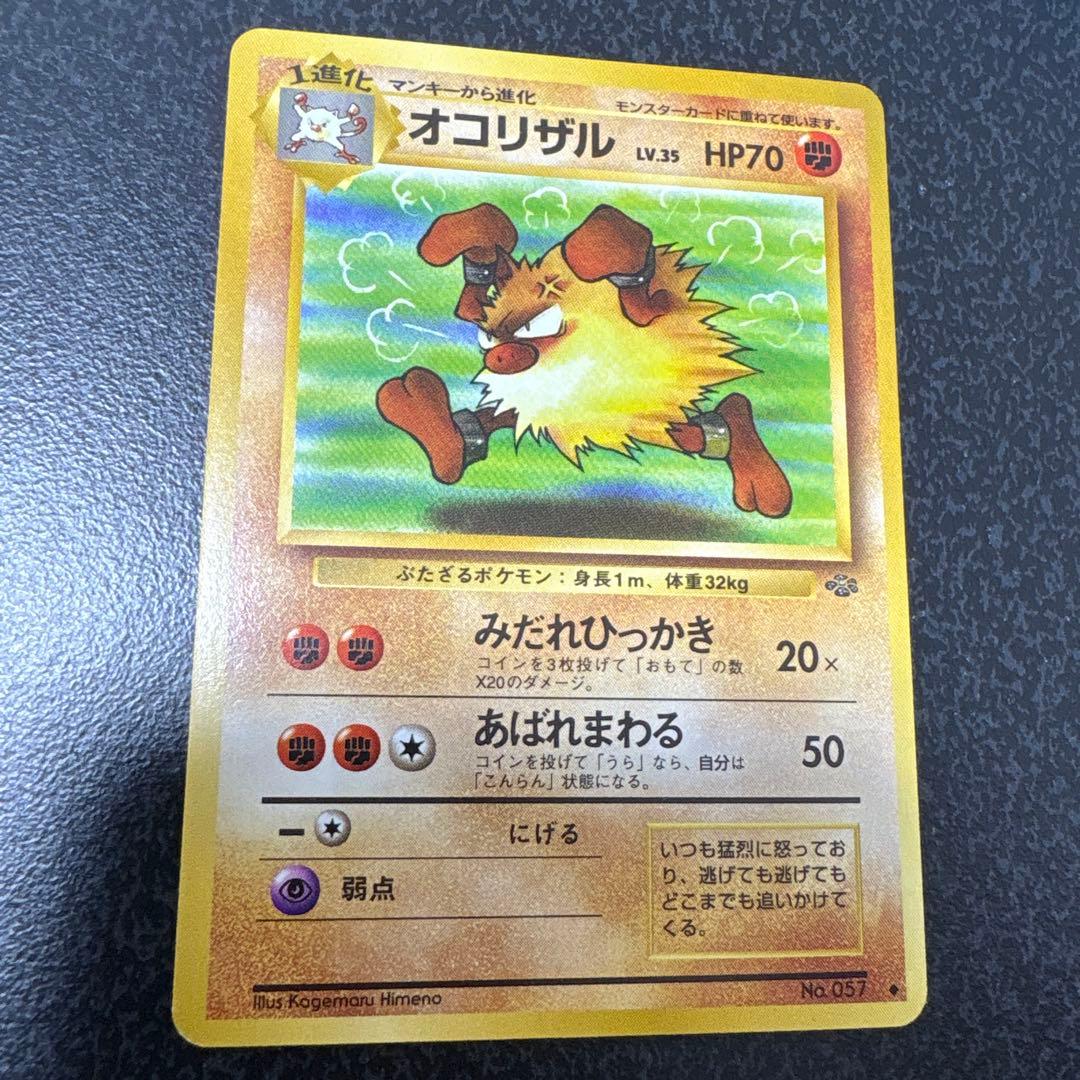 1進化
マンキーから進化
モンスターカードに重ねて使います。
オコリザル LV.35 HP70
ぶたざるポケモン：身長1m、体重32kg
みだれひっかき 20×
コインを3枚投げて「おもて」の数
X20のダメージ。
あばれまわる 50
コインを投げて「うら」なら、自分は
「こんらん」状態になる。
にげる
弱点
いつも猛烈に怒ってお
り、逃げても逃げても
どこまでも追いかけて
くる。
Illus Kagemaru Himeno
No. 057